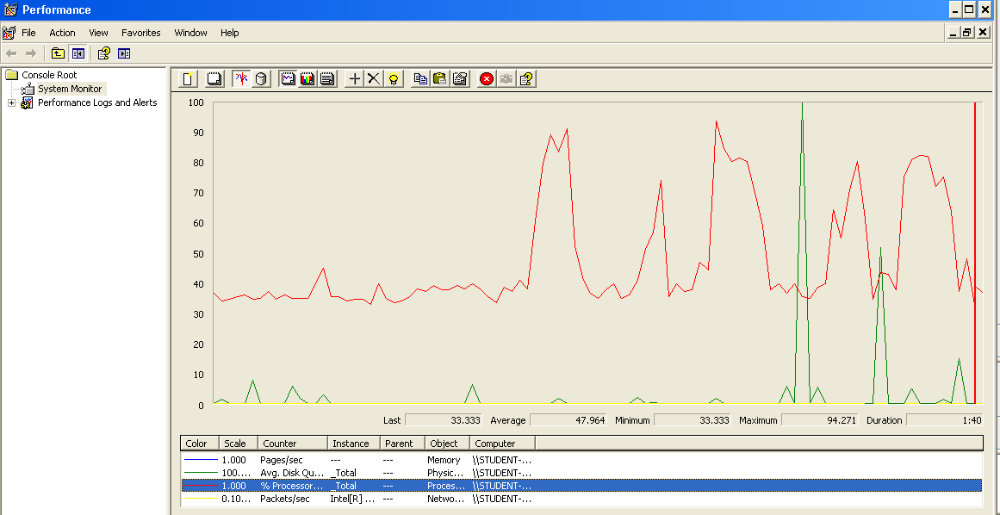 Performance
File Action View Favorites Window Help
Console Root
System Monitor
Performance Logs and Alerts
100
90
80
70
60
50
40
30
20
10
0
Last 33.333 Average 47.964 Minimum 33.333 Maximum 94.271 Duration 1:40
Color Scale Counter Instance Parent Object Computer
1.000 Pages/sec --- --- Memory \\STUDENT-...
100.... Avg. Disk Qu... _Total --- Physic... \\STUDENT-...
1.000 % Processor... _Total --- Proces... \\STUDENT-...
0.10... Packets/sec Intel[R] ... --- Netwo... \\STUDENT-...